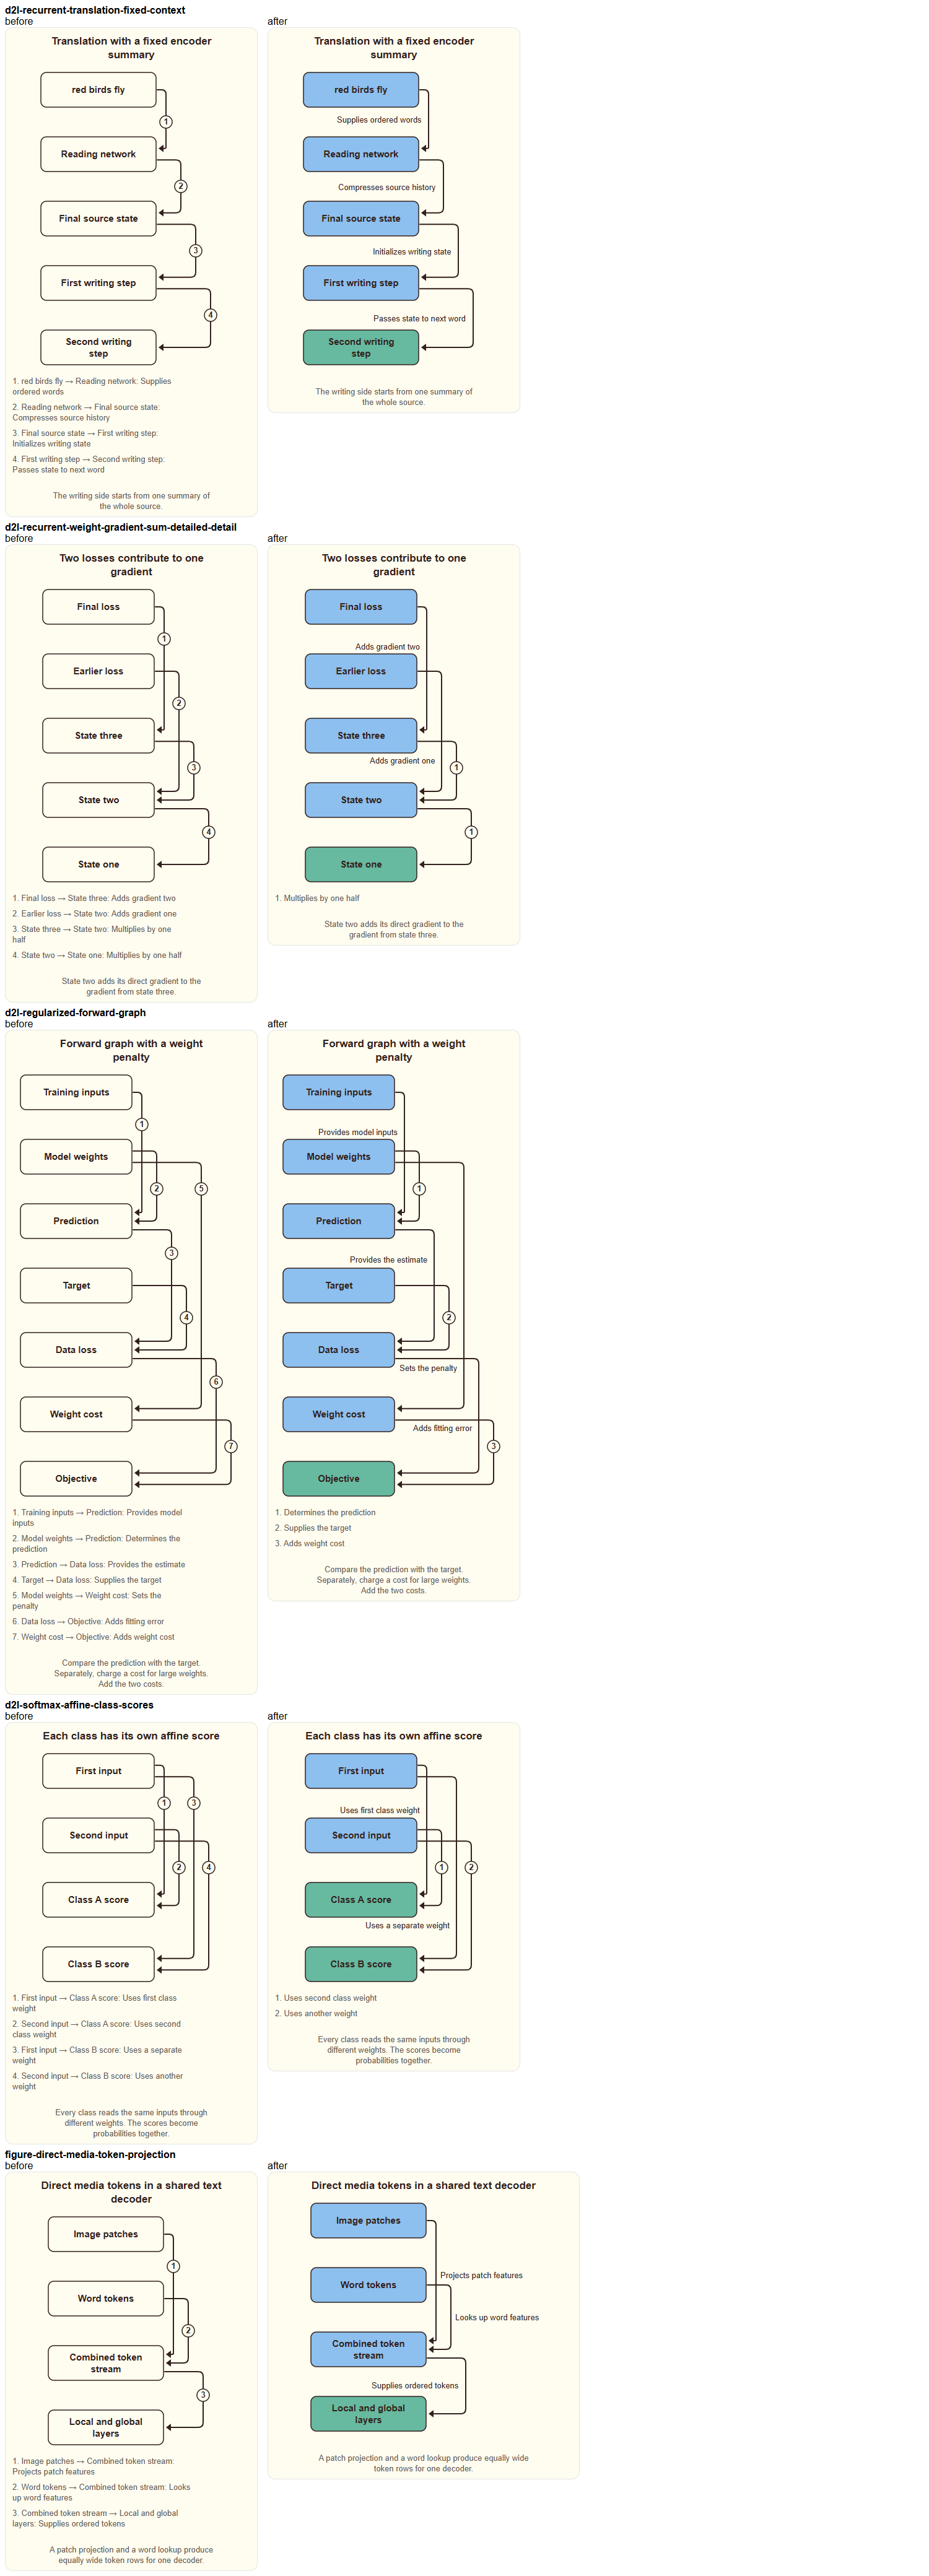 d2l-recurrent-translation-fixed-context
before
Translation with a fixed encoder
summary
red birds fly
1
Reading network
2
Final source state
3
First writing step
4
Second writing
step
1. red birds fly → Reading network: Supplies
ordered words
2. Reading network → Final source state:
Compresses source history
3. Final source state → First writing step:
Initializes writing state
4. First writing step → Second writing step:
Passes state to next word
The writing side starts from one summary of
the whole source.
after
Translation with a fixed encoder
summary
red birds fly
Supplies ordered words
Reading network
Compresses source history
Final source state
Initializes writing state
First writing step
Passes state to next word
Second writing
step
The writing side starts from one summary of
the whole source.
d2l-recurrent-weight-gradient-sum-detailed-detail
before
Two losses contribute to one
gradient
Final loss
1
Earlier loss
2
State three
3
State two
4
State one
1. Final loss → State three: Adds gradient two
2. Earlier loss → State two: Adds gradient one
3. State three → State two: Multiplies by one
half
4. State two → State one: Multiplies by one half
State two adds its direct gradient to the
gradient from state three.
after
Two losses contribute to one
gradient
Final loss
Adds gradient two
Earlier loss
State three
Adds gradient one
1
State two
1
State one
1. Multiplies by one half
State two adds its direct gradient to the
gradient from state three.
d2l-regularized-forward-graph
before
Forward graph with a weight
penalty
Training inputs
1
Model weights
2
5
Prediction
3
Target
4
Data loss
6
Weight cost
7
Objective
1. Training inputs → Prediction: Provides model
inputs
2. Model weights → Prediction: Determines the
prediction
3. Prediction → Data loss: Provides the estimate
4. Target → Data loss: Supplies the target
5. Model weights → Weight cost: Sets the
penalty
6. Data loss → Objective: Adds fitting error
7. Weight cost → Objective: Adds weight cost
Compare the prediction with the target.
Separately, charge a cost for large weights.
Add the two costs.
after
Forward graph with a weight
penalty
Training inputs
Provides model inputs
Model weights
1
Prediction
Provides the estimate
Target
2
Data loss
Sets the penalty
Weight cost
Adds fitting error
3
Objective
1. Determines the prediction
2. Supplies the target
3. Adds weight cost
Compare the prediction with the target.
Separately, charge a cost for large weights.
Add the two costs.
d2l-softmax-affine-class-scores
before
Each class has its own affine score
First input
1
3
Second input
2
4
Class A score
Class B score
1. First input → Class A score: Uses first class
weight
2. Second input → Class A score: Uses second
class weight
3. First input → Class B score: Uses a separate
weight
4. Second input → Class B score: Uses another
weight
Every class reads the same inputs through
different weights. The scores become
probabilities together.
after
Each class has its own affine score
First input
Uses first class weight
Second input
1
2
Class A score
Uses a separate weight
Class B score
1. Uses second class weight
2. Uses another weight
Every class reads the same inputs through
different weights. The scores become
probabilities together.
figure-direct-media-token-projection
before
Direct media tokens in a shared text
decoder
Image patches
1
Word tokens
2
Combined token
stream
3
Local and global
layers
1. Image patches → Combined token stream:
Projects patch features
2. Word tokens → Combined token stream: Looks
up word features
3. Combined token stream → Local and global
layers: Supplies ordered tokens
A patch projection and a word lookup produce
equally wide token rows for one decoder.
after
Direct media tokens in a shared text decoder
Image patches
Projects patch features
Word tokens
Looks up word features
Combined token
stream
Supplies ordered tokens
Local and global
layers
A patch projection and a word lookup produce equally wide
token rows for one decoder.